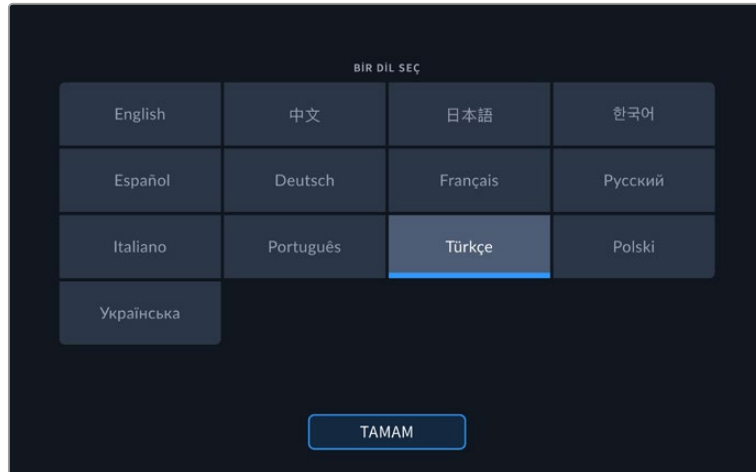 BİR DİL SEÇ
English 中文 日本語 한국어
Español Deutsch Français Русский
Italiano Português Türkçe Polski
Українська
TAMAM